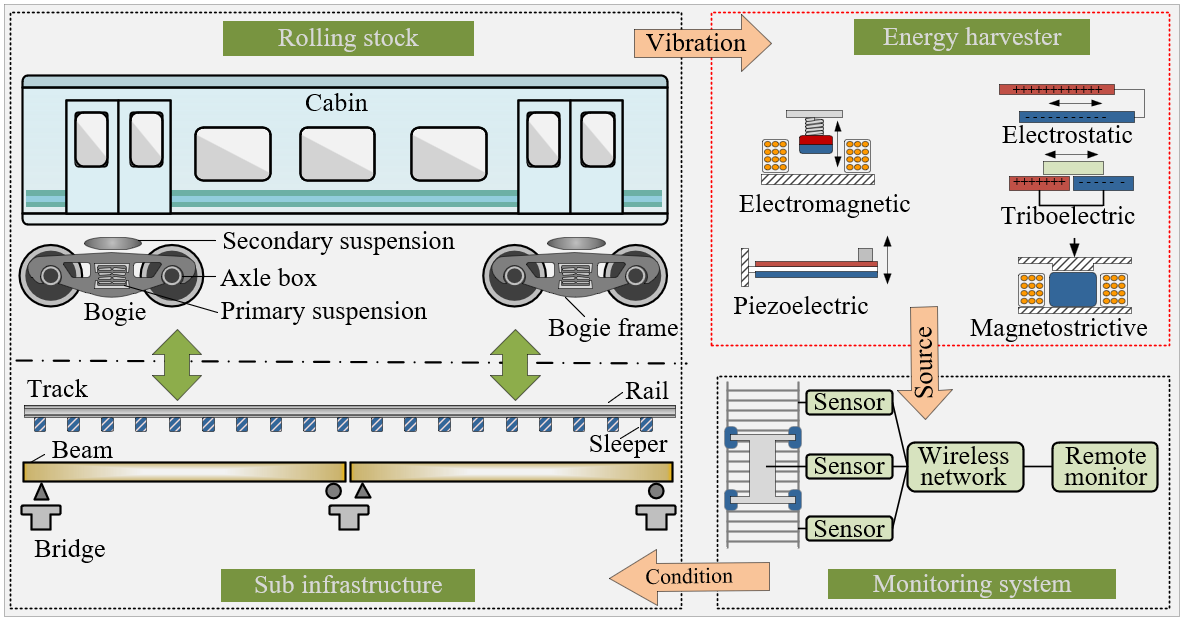 Rolling stock
Vibration
Energy harvester
Cabin
Electrostatic
Electromagnetic
Triboelectric
Secondary suspension
Axle box
Primary suspension
Bogie
Bogie frame
Piezoelectric
Magnetostrictive
Source
Track
Rail
Sleeper
Beam
Bridge
Sub infrastructure
Sensor
Sensor
Sensor
Wireless
network
Remote
monitor
Condition
Monitoring system